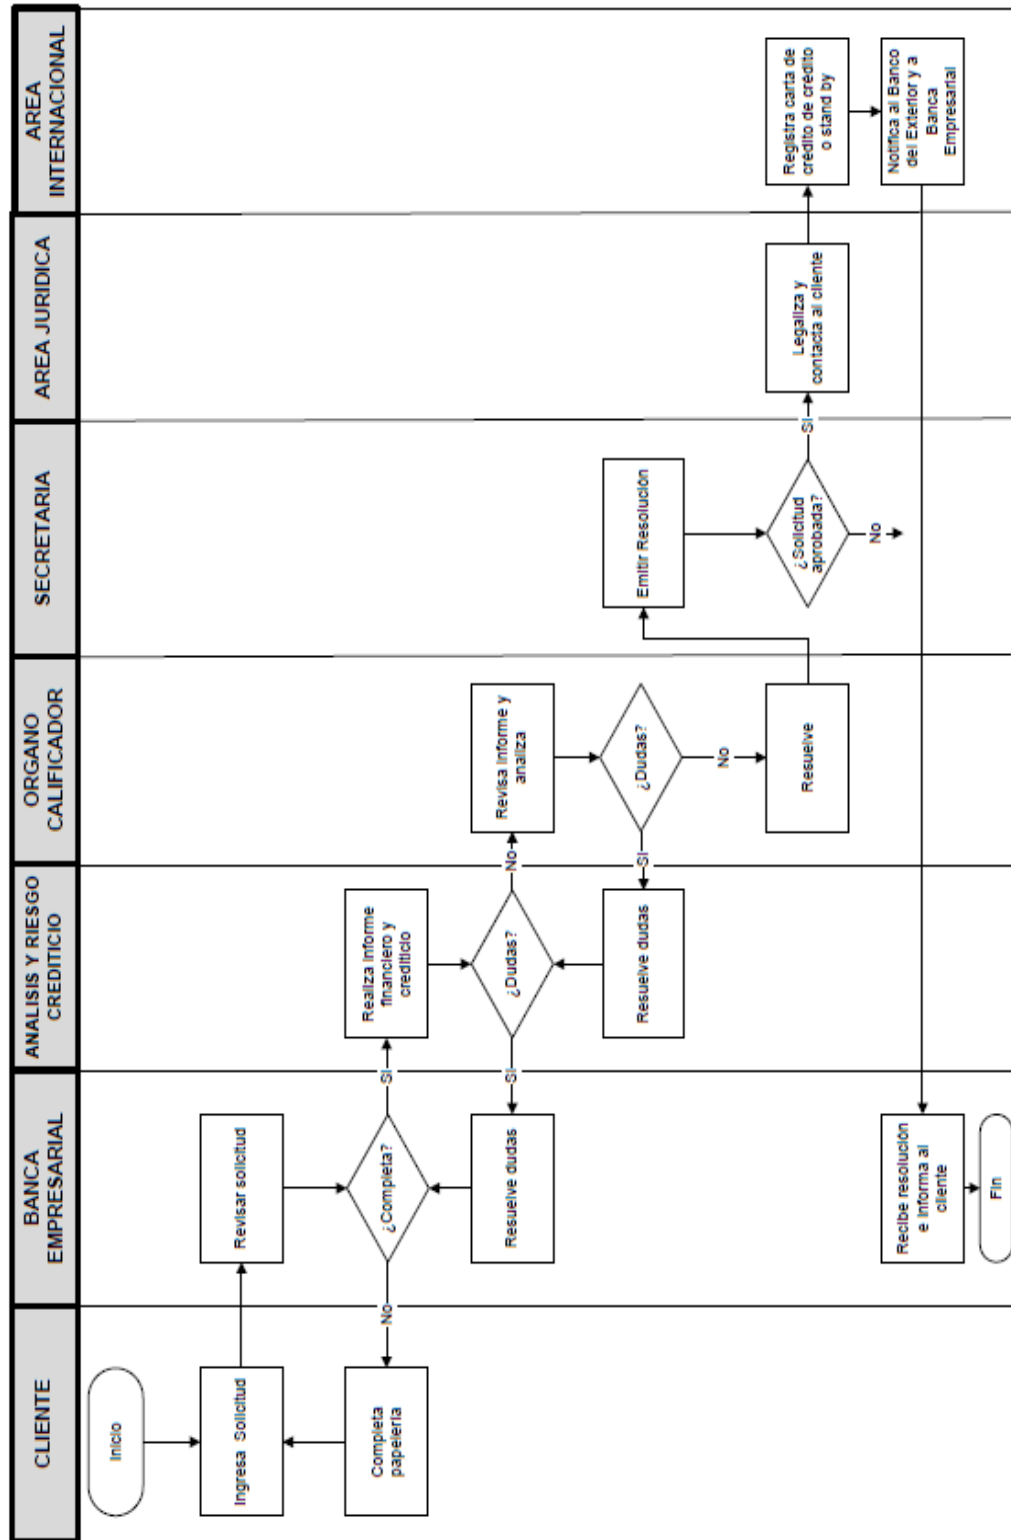 CLIENTE
BANCA
EMPRESARIAL
ANALISIS Y RIESGO
CREDITICIO
ORGANO
CALIFICADOR
SECRETARIA
AREA JURIDICA
AREA
INTERNACIONAL
Inicio
Ingresa Solicitud
Revisar solicitud
Completa
papelería
No
¿Completa?
Si
Realiza Informe
financiero y
crediticio
Resuelve dudas
Si
¿Dudas?
No
Revisa Informe y
analiza
Resuelve dudas
Si
¿Dudas?
No
Resuelve
Emitir Resolución
¿Solicitud
aprobada?
No
Si
Legaliza y
contacta al cliente
Registra carta de
crédito de crédito
o stand by
Notifica al Banco
del Exterior y a
Banca
Empresarial
Recibe resolución
e Informa al
cliente
Fin